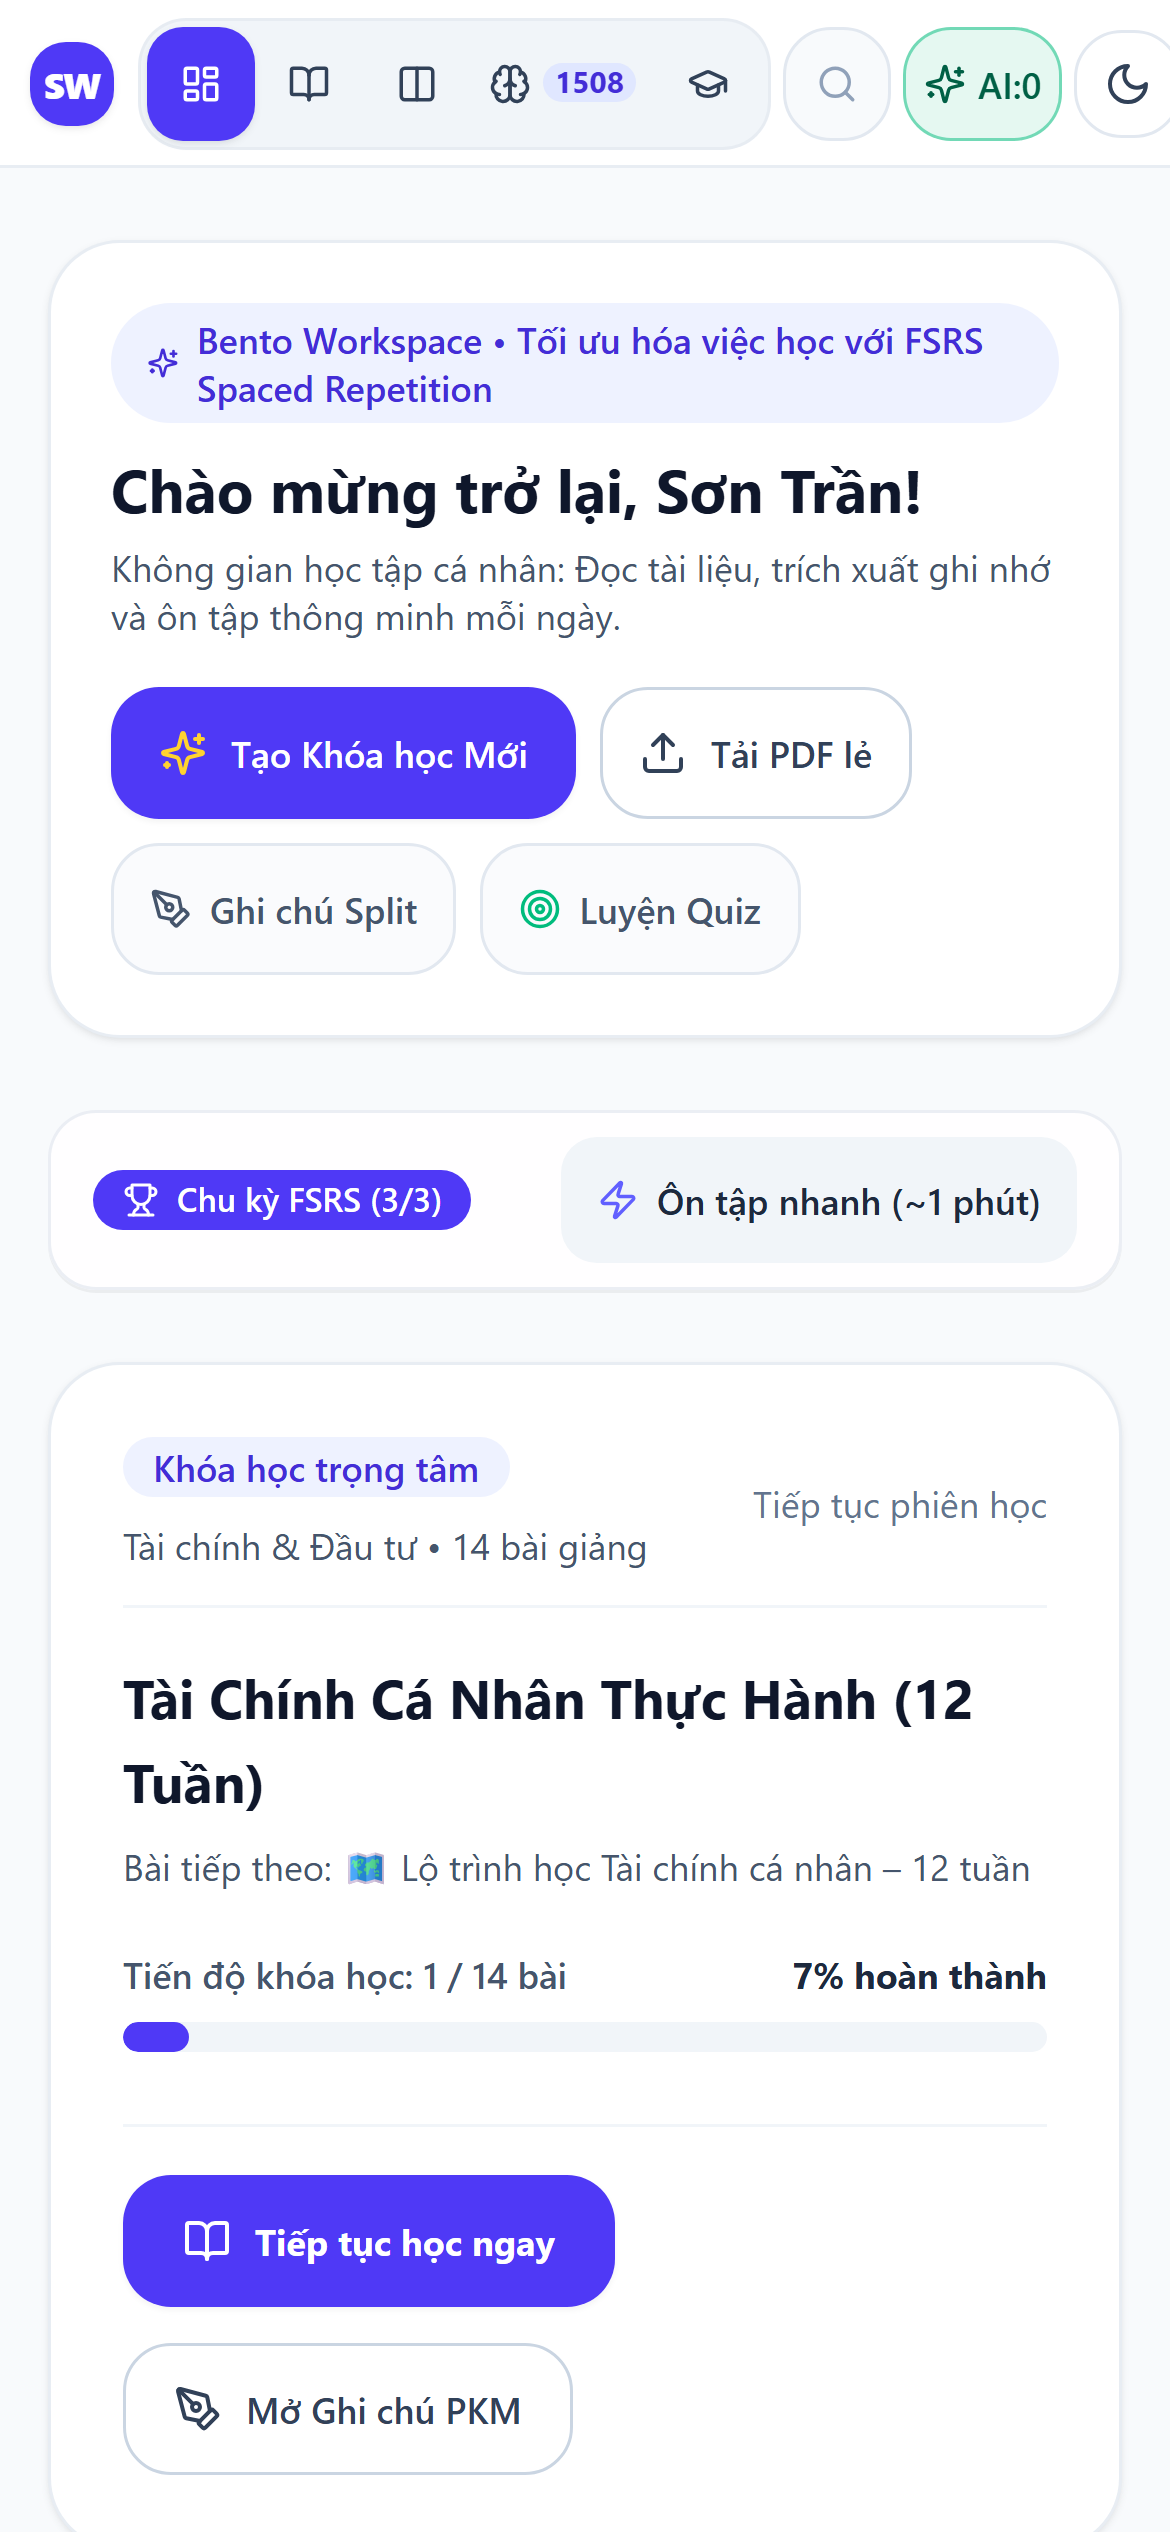 SW
1508
AI:0
Bento Workspace • Tối ưu hóa việc học với FSRS
Spaced Repetition
Chào mừng trở lại, Sơn Trần!
Không gian học tập cá nhân: Đọc tài liệu, trích xuất ghi nhớ
và ôn tập thông minh mỗi ngày.
Tạo Khóa học Mới
Tải PDF lẻ
Ghi chú Split
Luyện Quiz
Chu kỳ FSRS (3/3)
Ôn tập nhanh (~1 phút)
Khóa học trọng tâm
Tiếp tục phiên học
Tài chính & Đầu tư • 14 bài giảng
Tài Chính Cá Nhân Thực Hành (12
Tuần)
Bài tiếp theo: 🗺️ Lộ trình học Tài chính cá nhân – 12 tuần
Tiến độ khóa học: 1 / 14 bài
7% hoàn thành
Tiếp tục học ngay
Mở Ghi chú PKM